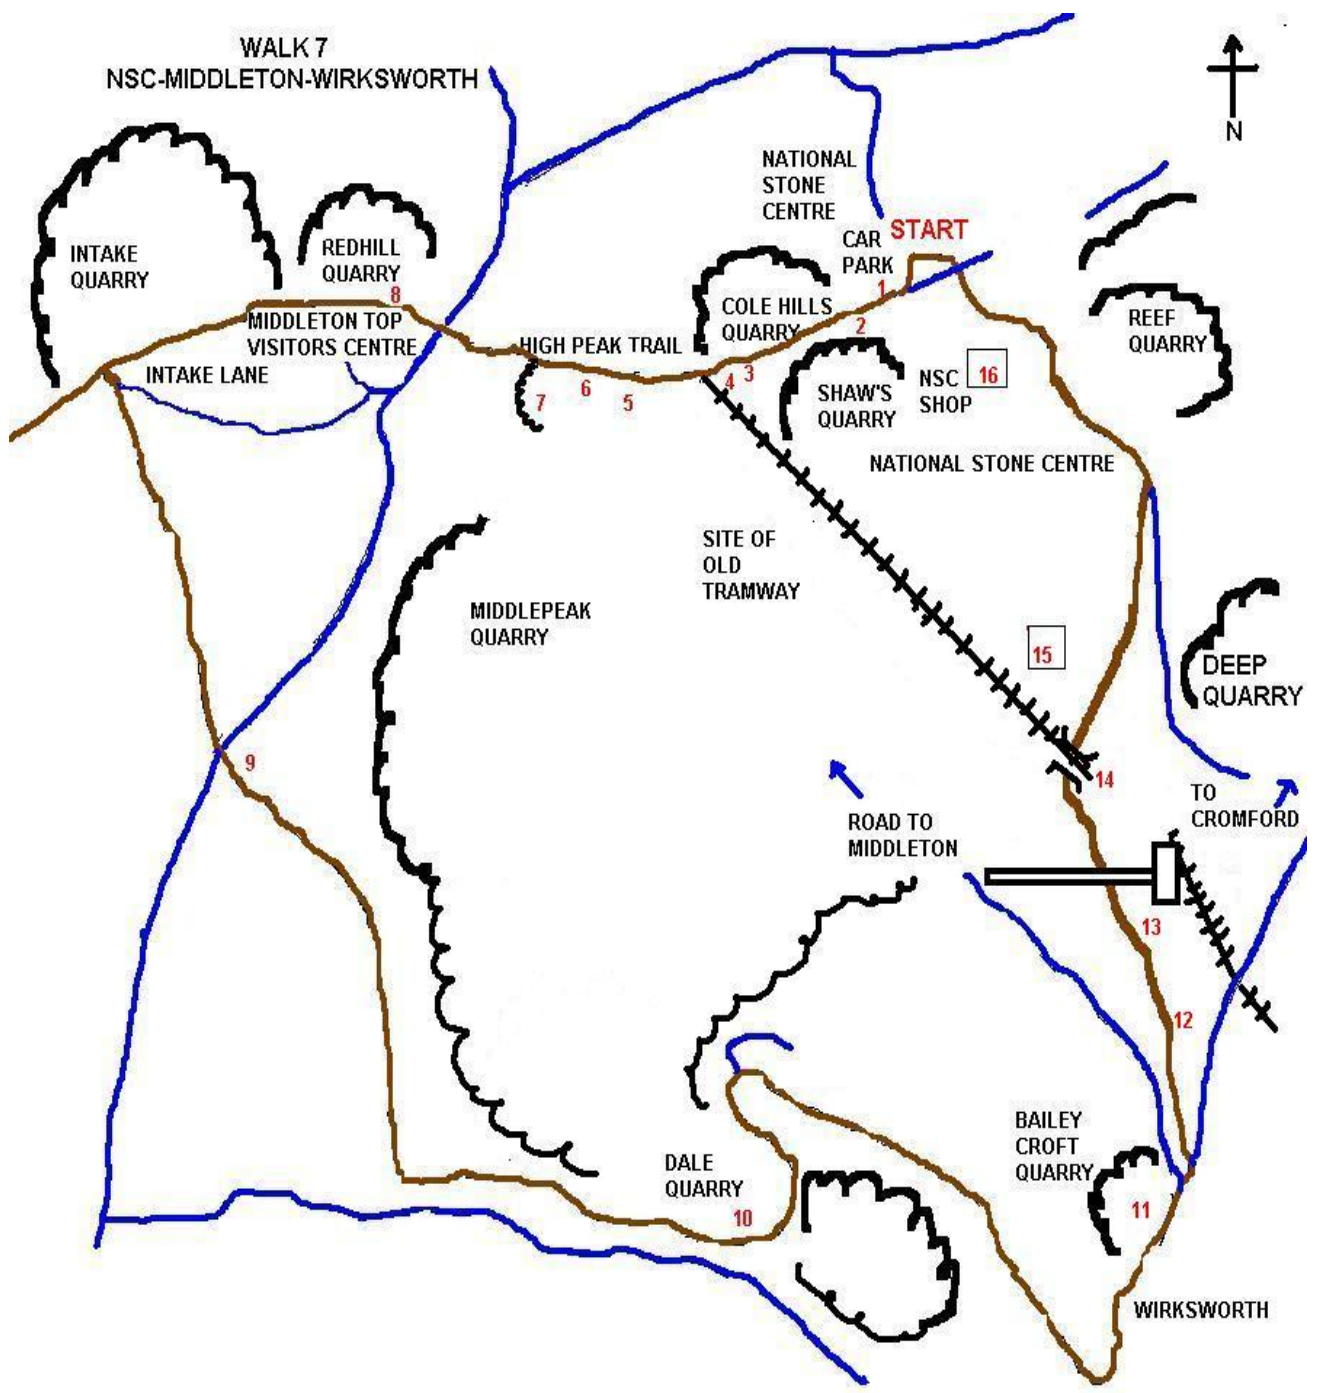 WALK 7
NSC-MIDDLETON-WIRKSWORTH
N
NATIONAL
STONE
CENTRE
CAR
PARK
START
INTAKE
QUARRY
REDHILL
QUARRY
8
1
COLE HILLS
QUARRY
2
REEF
QUARRY
MIDDLETON TOP
VISITORS CENTRE
HIGH PEAK TRAIL
INTAKE LANE
3
4
5
6
7
SHAW'S
QUARRY
NSC
SHOP
16
NATIONAL STONE CENTRE
SITE OF
OLD
TRAMWAY
MIDDLEPEAK
QUARRY
15
DEEP
QUARRY
9
14
TO
CROMFORD
ROAD TO
MIDDLETON
13
12
BAILEY
CROFT
QUARRY
DALE
QUARRY
10
11
WIRKSWORTH